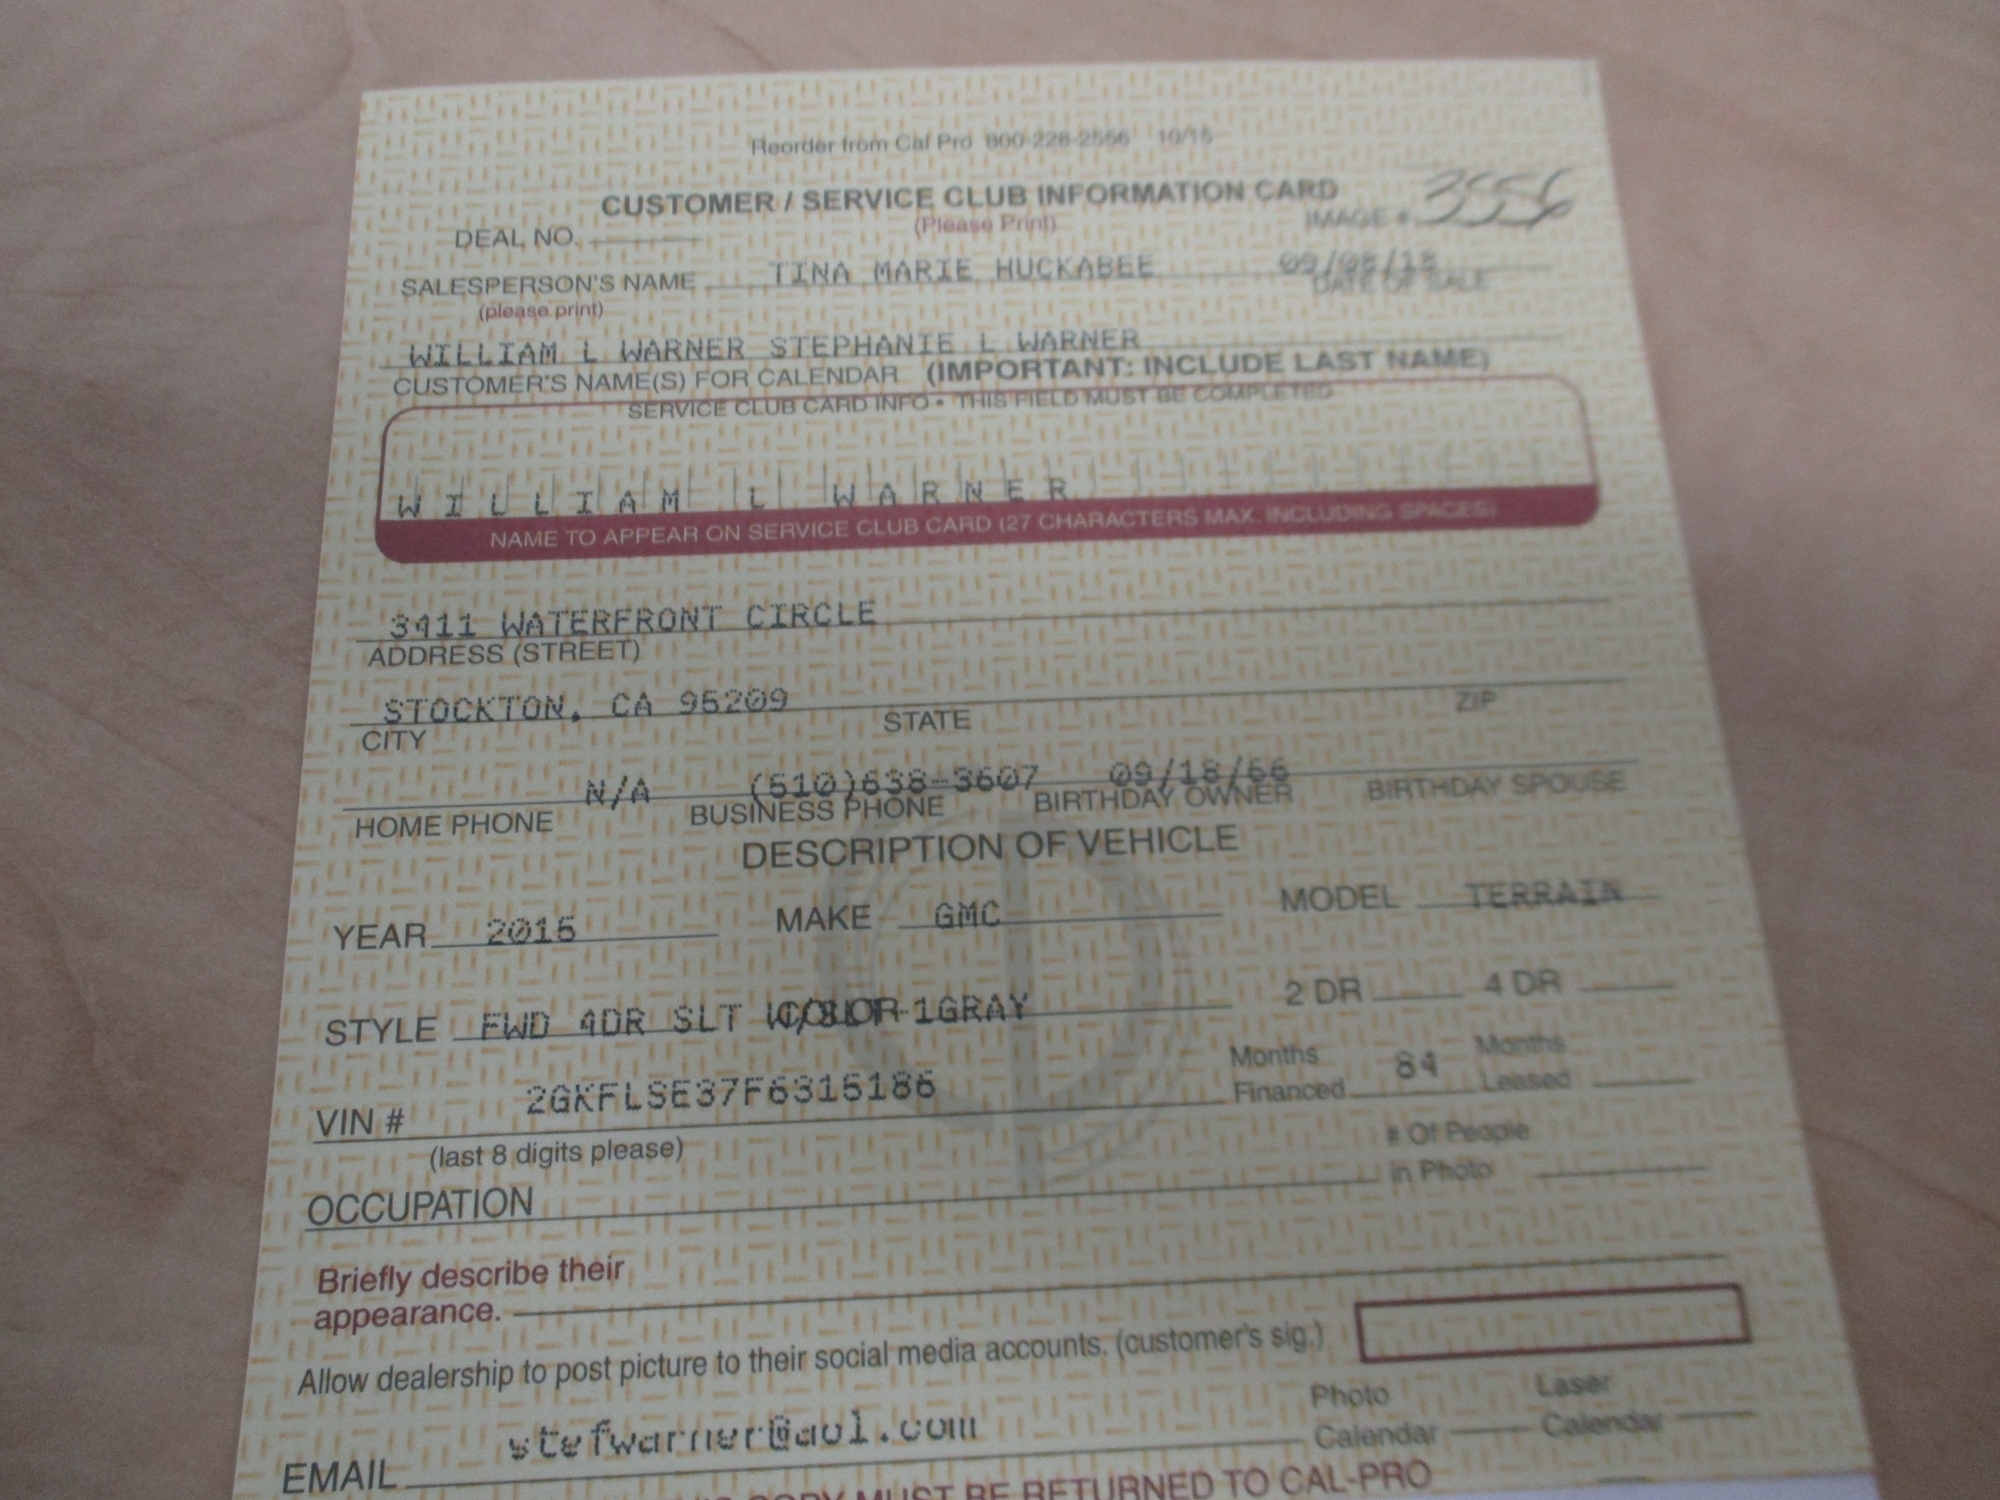 Reorder from Cal Pro 800-228-2556 10/15
CUSTOMER / SERVICE CLUB INFORMATION CARD
(Please Print)
IMAGE # 3556
DEAL NO.
SALESPERSON'S NAME TINA MARIE HUCKABEE 09/08/18
(please print)
DATE OF SALE
WILLIAM L WARNER STEPHANIE L WARNER
CUSTOMER'S NAME(S) FOR CALENDAR (IMPORTANT: INCLUDE LAST NAME)
SERVICE CLUB CARD INFO • THIS FIELD MUST BE COMPLETED
WILLIAM L WARNER
NAME TO APPEAR ON SERVICE CLUB CARD (27 CHARACTERS MAX. INCLUDING SPACES)
3411 WATERFRONT CIRCLE
ADDRESS (STREET)
STOCKTON, CA 95209
CITY STATE ZIP
N/A (510)638-3607 09/18/66
HOME PHONE BUSINESS PHONE BIRTHDAY OWNER BIRTHDAY SPOUSE
DESCRIPTION OF VEHICLE
YEAR 2015 MAKE GMC MODEL TERRAIN
STYLE FWD 4DR SLT COLOR GRAY 2 DR 4 DR
VIN # 2GKFLSE37F6315186 Months Financed 84 Months Leased
(last 8 digits please)
OCCUPATION # Of People in Photo
Briefly describe their
appearance.
Allow dealership to post picture to their social media accounts. (customer's sig.)
EMAIL stefwarner@aol.com Photo Calendar Laser Calendar
COPY MUST BE RETURNED TO CAL-PRO